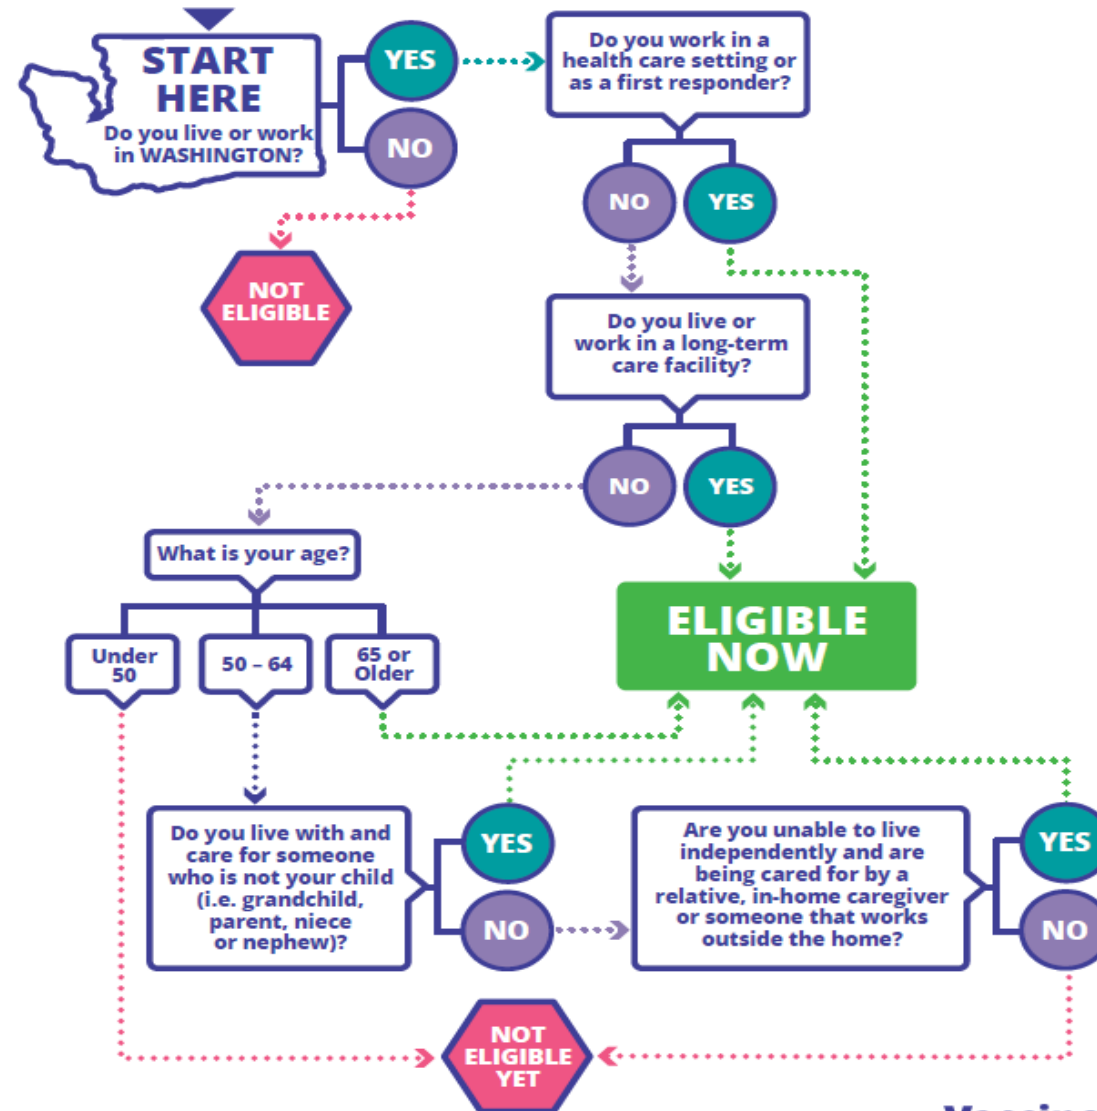 START
HERE
Do you live or work
in WASHINGTON?
YES
NO
NOT
ELIGIBLE
Do you work in a
health care setting or
as a first responder?
NO
YES
Do you live or
work in a long-term
care facility?
NO
YES
What is your age?
Under
50
50 – 64
65 or
Older
ELIGIBLE
NOW
Do you live with and
care for someone
who is not your child
(i.e. grandchild,
parent, niece
or nephew)?
YES
NO
Are you unable to live
independently and are
being cared for by a
relative, in-home caregiver
or someone that works
outside the home?
YES
NO
NOT
ELIGIBLE
YET